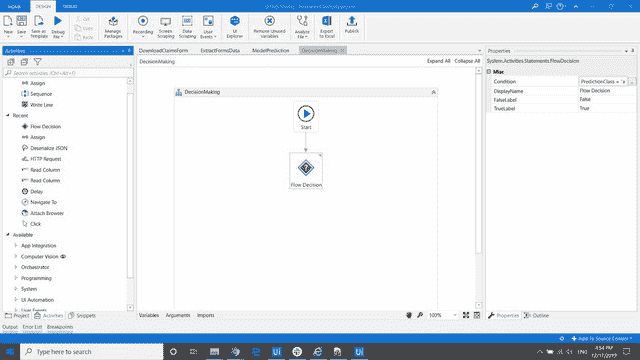 HOME DESIGN DEBUG
New Save Save as Template Debug File Cut Copy Paste Manage Packages Recording Screen Scraping Data Scraping User Events UI Explorer Remove Unused Variables Analyze File Export to Excel Publish
Activities
DownloadClaimsForm ExtractFormsData ModelPrediction DecisionMaking
Properties
DecisionMaking
Expand All Collapse All
System.Activities.Statements.FlowDecision
Search activities (Ctrl+Alt+F)
Misc
Assign
Condition PredictionClass = "a ...
Sequence
DisplayName Flow Decision
DecisionMaking
Write Line
FalseLabel False
TrueLabel True
Recent
Flow Decision
Start
Assign
Deserialize JSON
HTTP Request
Read Column
Read Column
Flow Decision
Delay
Navigate To
Attach Browser
Click
Available
App Integration
Computer Vision
Orchestrator
Programming
System
UI Automation
User Events
Project Activities Snippets
Variables Arguments Imports
100%
Properties Outline
Output Error List Breakpoints
Add to Source Control
Type here to search
ENG
4:54 PM